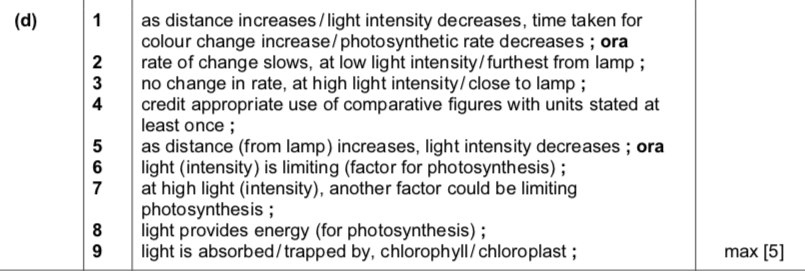 (d) 1 as distance increases/light intensity decreases, time taken for
colour change increase/photosynthetic rate decreases ; ora
2 rate of change slows, at low light intensity/furthest from lamp ;
3 no change in rate, at high light intensity/close to lamp ;
4 credit appropriate use of comparative figures with units stated at
least once ;
5 as distance (from lamp) increases, light intensity decreases ; ora
6 light (intensity) is limiting (factor for photosynthesis) ;
7 at high light (intensity), another factor could be limiting
photosynthesis ;
8 light provides energy (for photosynthesis) ;
9 light is absorbed/trapped by, chlorophyll/chloroplast ; max [5]